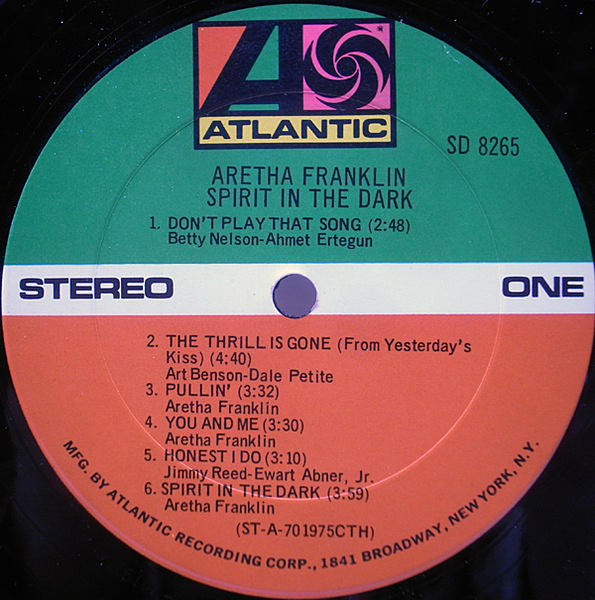 ATLANTIC
SD 8265
ARETHA FRANKLIN
SPIRIT IN THE DARK
1. DON'T PLAY THAT SONG (2:48)
Betty Nelson-Ahmet Ertegun
STEREO
ONE
2. THE THRILL IS GONE (From Yesterday's
Kiss) (4:40)
Art Benson-Dale Petite
3. PULLIN' (3:32)
Aretha Franklin
4. YOU AND ME (3:30)
Aretha Franklin
5. HONEST I DO (3:10)
Jimmy Reed-Ewart Abner, Jr.
6. SPIRIT IN THE DARK (3:59)
Aretha Franklin
(ST-A-701975CTH)
MFG. BY ATLANTIC RECORDING CORP., 1841 BROADWAY, NEW YORK, N.Y.